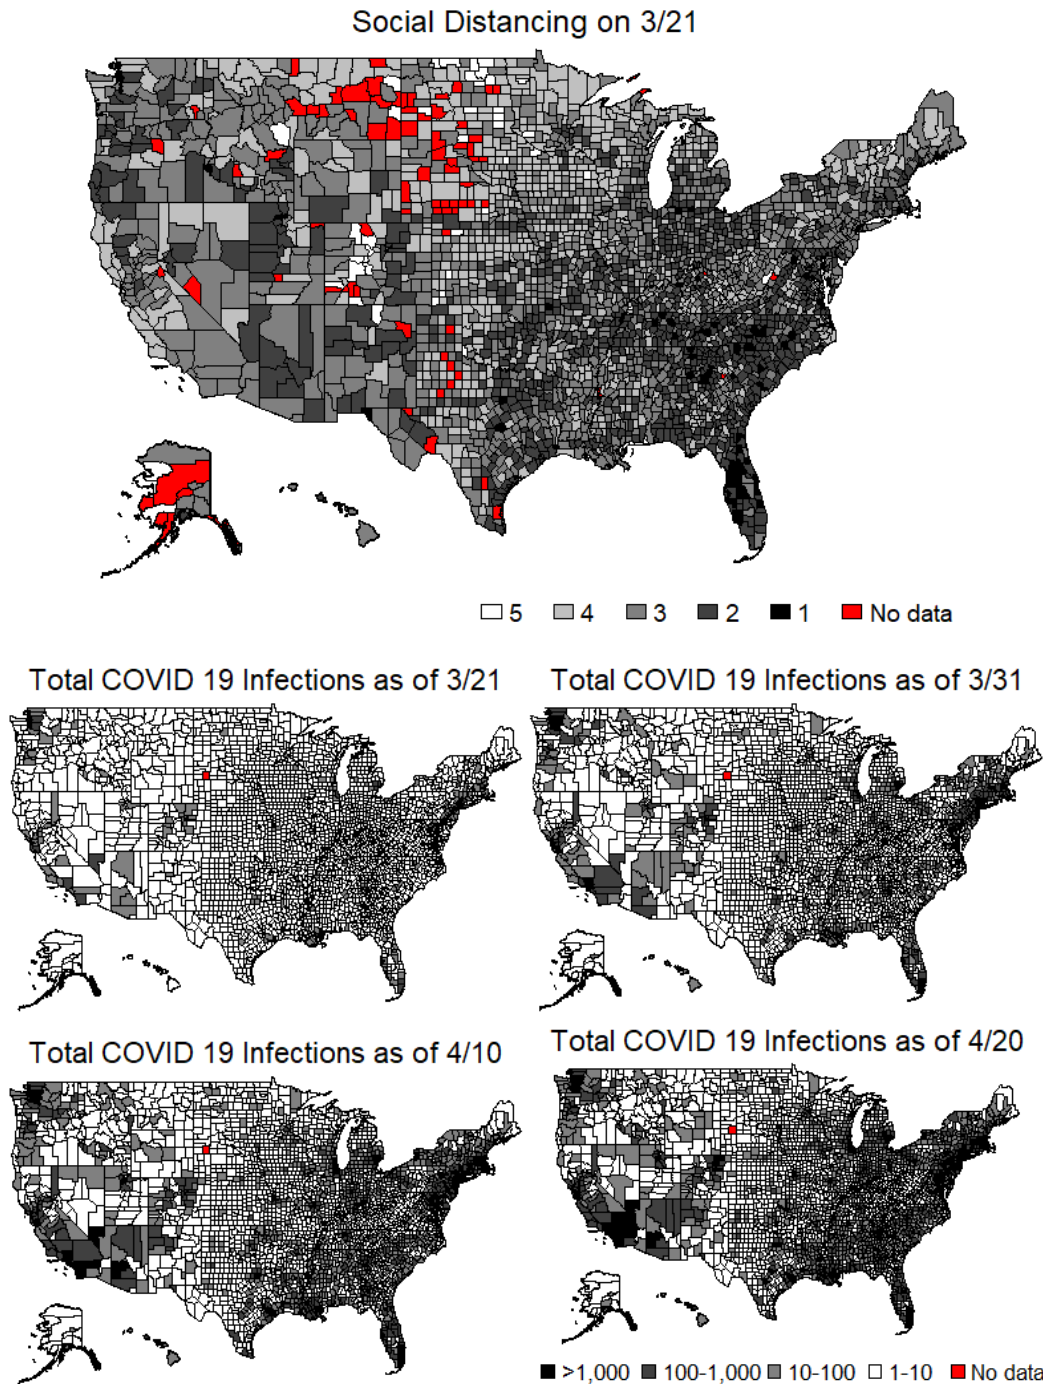 Social Distancing on 3/21
5 4 3 2 1 No data
Total COVID 19 Infections as of 3/21
Total COVID 19 Infections as of 3/31
Total COVID 19 Infections as of 4/10
Total COVID 19 Infections as of 4/20
>1,000 100-1,000 10-100 1-10 No data